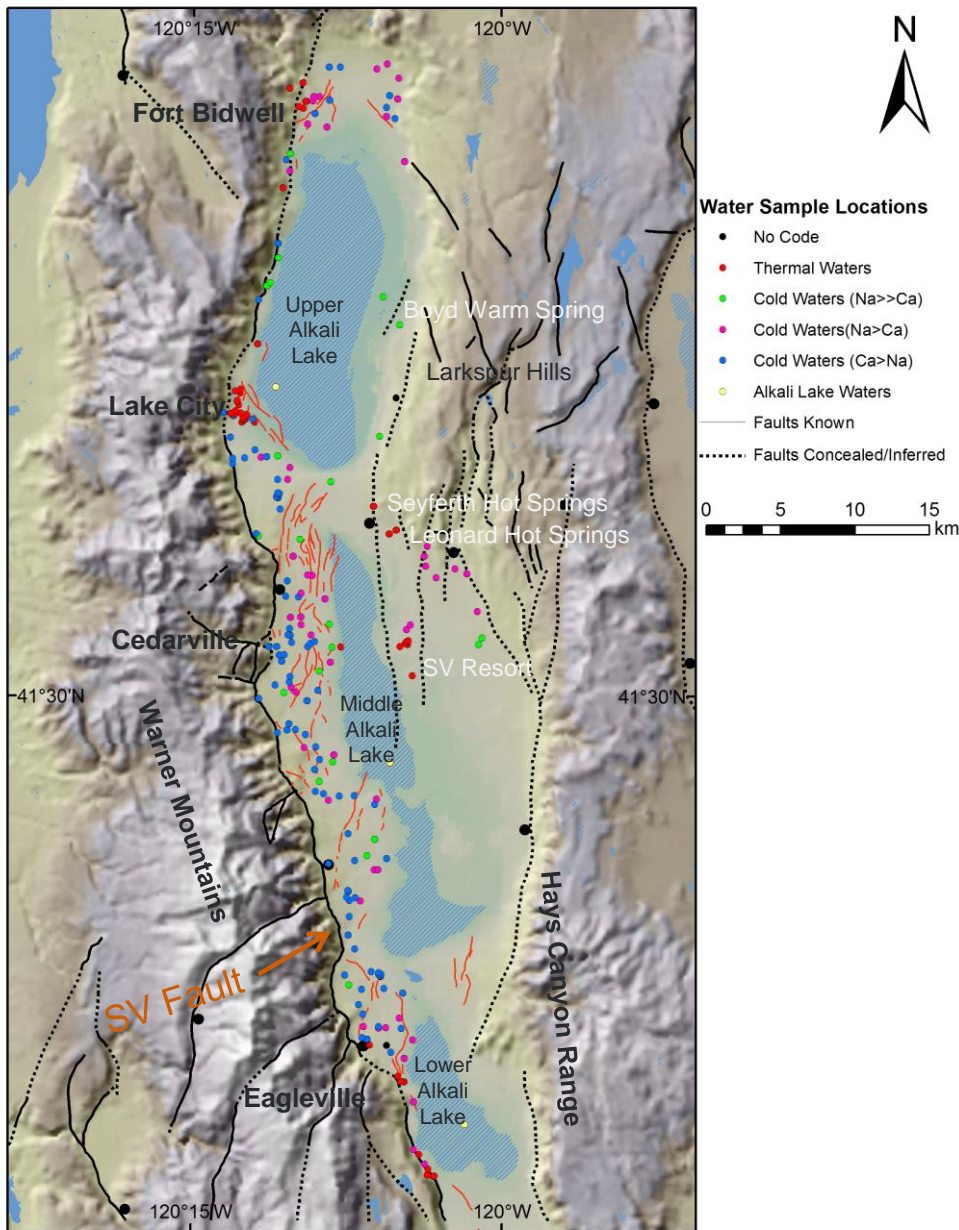 120°15'W
120°W
N
Fort Bidwell
Water Sample Locations
No Code
Thermal Waters
Cold Waters (Na>>Ca)
Cold Waters(Na>Ca)
Cold Waters (Ca>Na)
Alkali Lake Waters
Faults Known
Faults Concealed/Inferred
0
5
10
15
km
Upper
Alkali
Lake
Boyd Warm Spring
Larkspur Hills
Lake City
Seyferth Hot Springs
Leonard Hot Springs
Cedarville
SV Resort
41°30'N
41°30'N
Middle
Alkali
Lake
Warner Mountains
Hays Canyon Range
SV Fault
Lower
Alkali
Lake
Eagleville
120°15'W
120°W